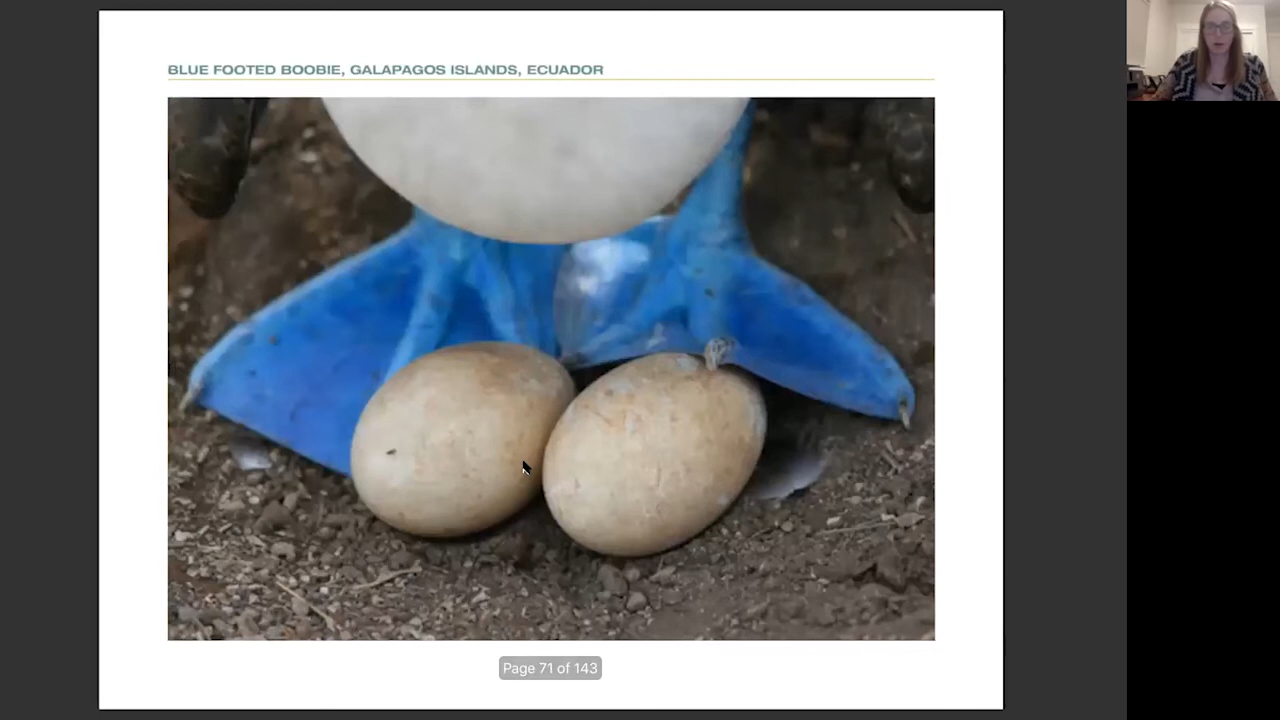 BLUE FOOTED BOOBIE, GALAPAGOS ISLANDS, ECUADOR
Page 71 of 143